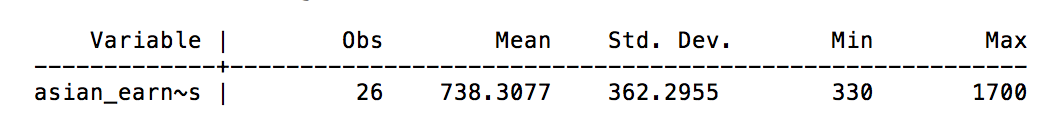 Variable | Obs Mean Std. Dev. Min Max
-------------+---------------------------------------------------------
asian_earn~s | 26 738.3077 362.2955 330 1700